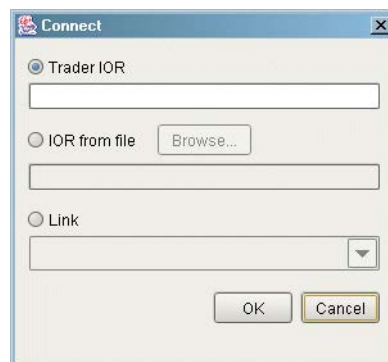 Connect
Trader IOR
IOR from file Browse...
Link
OK Cancel